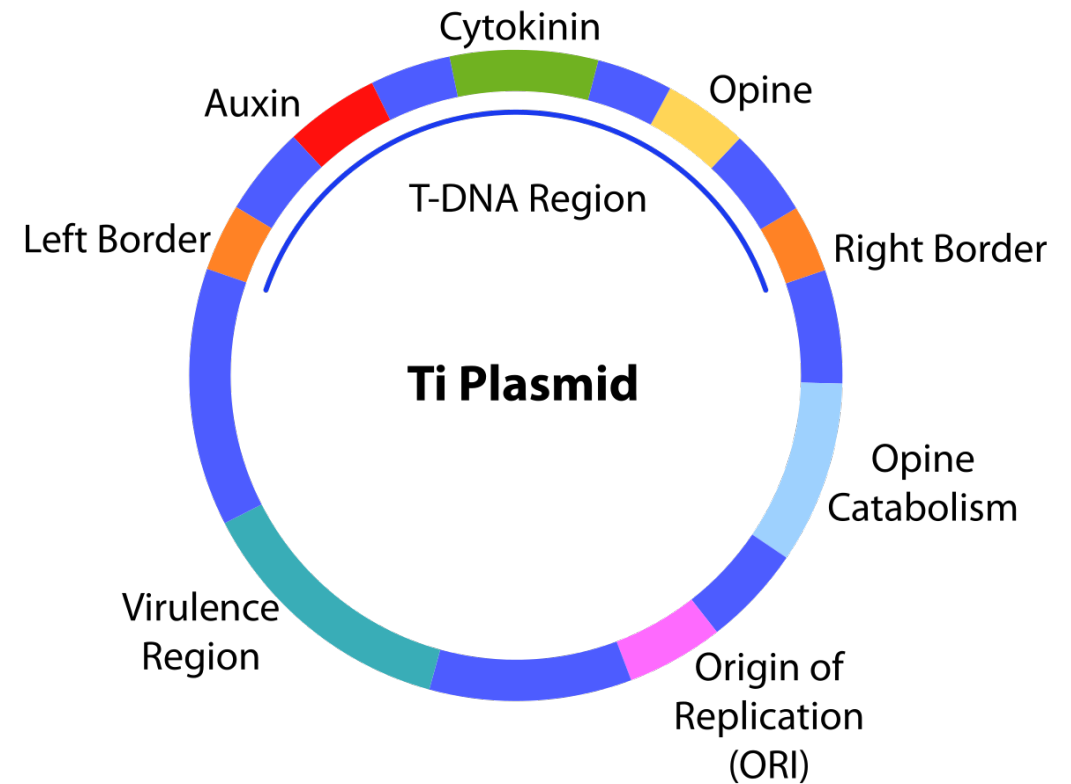 Cytokinin
Auxin
Opine
T-DNA Region
Left Border
Right Border
Ti Plasmid
Opine
Catabolism
Virulence
Region
Origin of
Replication
(ORI)